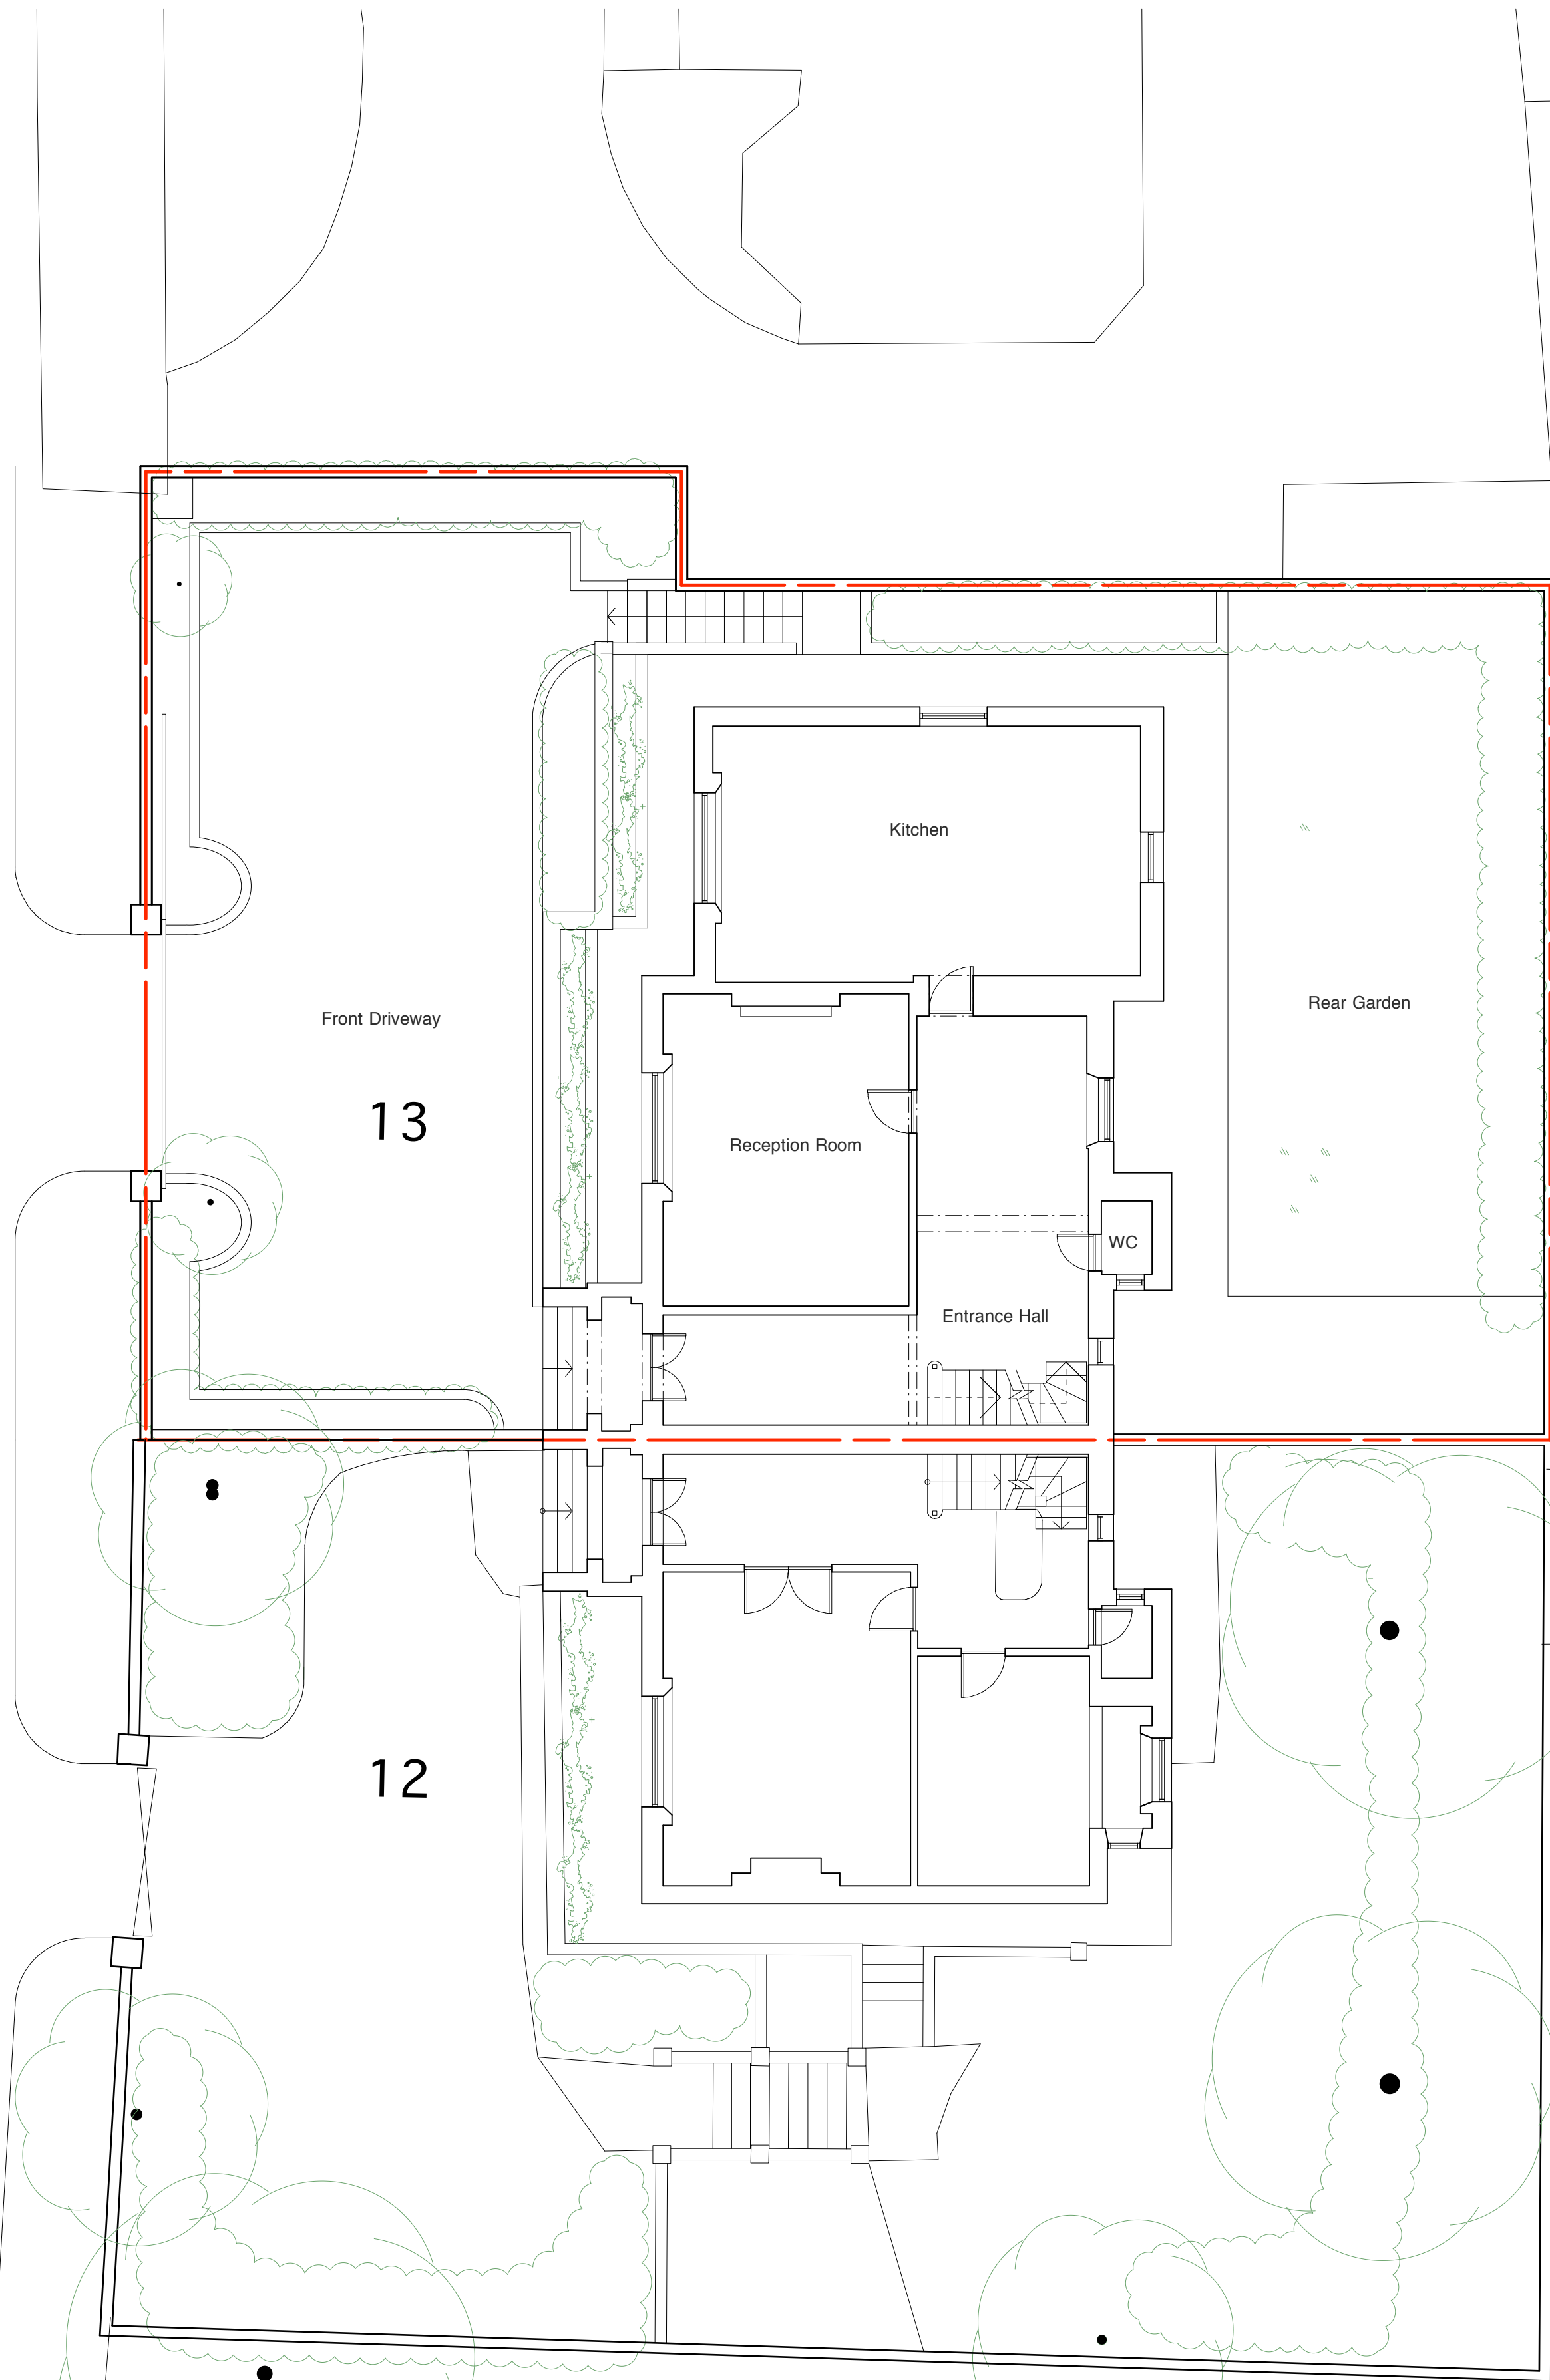 Kitchen
Front Driveway
Rear Garden
13
Reception Room
WC
Entrance Hall
12